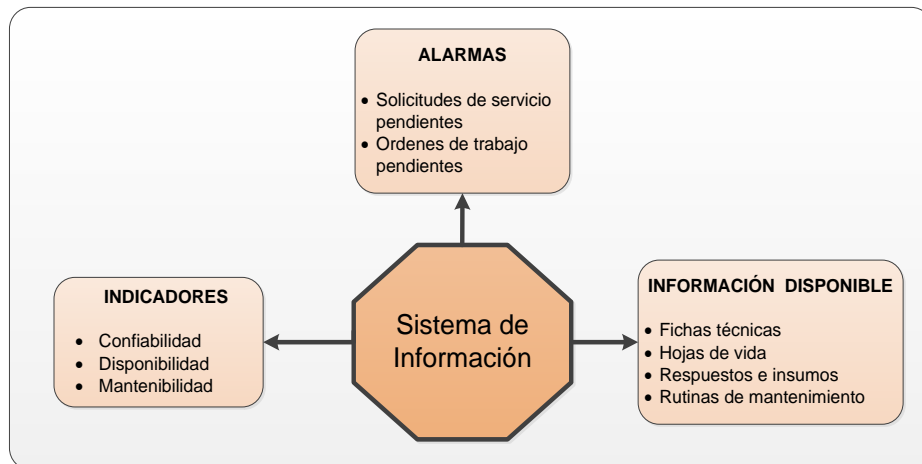 ALARMAS
• Solicitudes de servicio
pendientes
• Ordenes de trabajo
pendientes
INDICADORES
• Confiabilidad
• Disponibilidad
• Mantenibilidad
Sistema de
Información
INFORMACIÓN DISPONIBLE
• Fichas técnicas
• Hojas de vida
• Respuestos e insumos
• Rutinas de mantenimiento